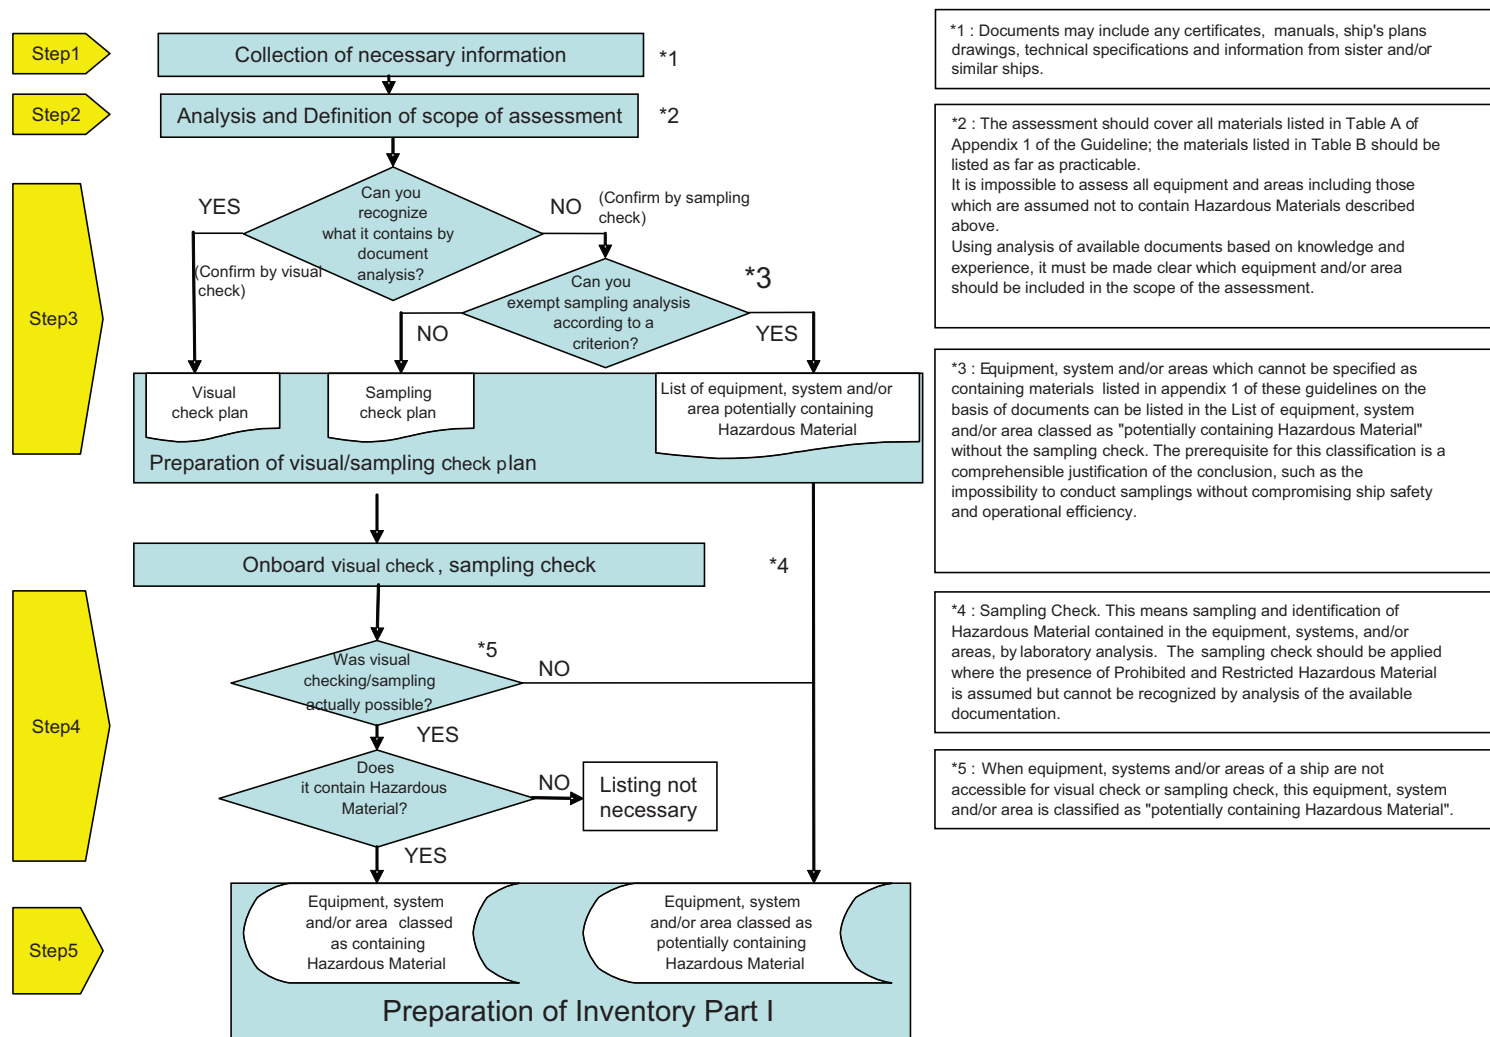 Step1
Collection of necessary information
*1
Step2
Analysis and Definition of scope of assessment
*2
Step3
Can you
recognize
what it contains by
document
analysis?
YES
(Confirm by visual
check)
NO
(Confirm by sampling
check)
*3
Can you
exempt sampling analysis
according to a
criterion?
NO
YES
Visual
check plan
Sampling
check plan
List of equipment, system and/or
area potentially containing
Hazardous Material
Preparation of visual/sampling check plan
Step4
Onboard visual check, sampling check
*4
Was visual
checking/sampling
actually possible?
*5
NO
YES
Does
it contain Hazardous
Material?
NO
Listing not
necessary
YES
Step5
Equipment, system
and/or area classed
as containing
Hazardous Material
Equipment, system
and/or area classed as
potentially containing
Hazardous Material
Preparation of Inventory Part I
*1 : Documents may include any certificates, manuals, ship's plans
drawings, technical specifications and information from sister and/or
similar ships.
*2 : The assessment should cover all materials listed in Table A of
Appendix 1 of the Guideline; the materials listed in Table B should be
listed as far as practicable.
It is impossible to assess all equipment and areas including those
which are assumed not to contain Hazardous Materials described
above.
Using analysis of available documents based on knowledge and
experience, it must be made clear which equipment and/or area
should be included in the scope of the assessment.
*3 : Equipment, system and/or areas which cannot be specified as
containing materials listed in appendix 1 of these guidelines on the
basis of documents can be listed in the List of equipment, system
and/or area classed as "potentially containing Hazardous Material"
without the sampling check. The prerequisite for this classification is a
comprehensible justification of the conclusion, such as the
impossibility to conduct samplings without compromising ship safety
and operational efficiency.
*4 : Sampling Check. This means sampling and identification of
Hazardous Material contained in the equipment, systems, and/or
areas, by laboratory analysis. The sampling check should be applied
where the presence of Prohibited and Restricted Hazardous Material
is assumed but cannot be recognized by analysis of the available
documentation.
*5 : When equipment, systems and/or areas of a ship are not
accessible for visual check or sampling check, this equipment, system
and/or area is classified as "potentially containing Hazardous Material".